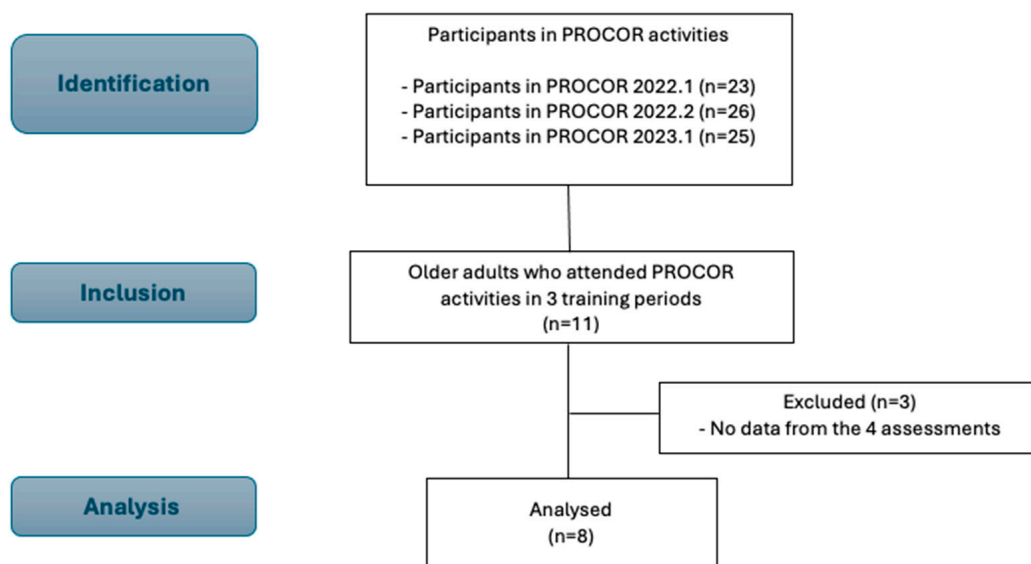 Identification
Participants in PROCOR activities
- Participants in PROCOR 2022.1 (n=23)
- Participants in PROCOR 2022.2 (n=26)
- Participants in PROCOR 2023.1 (n=25)
Inclusion
Older adults who attended PROCOR
activities in 3 training periods
(n=11)
Excluded (n=3)
- No data from the 4 assessments
Analysis
Analysed
(n=8)